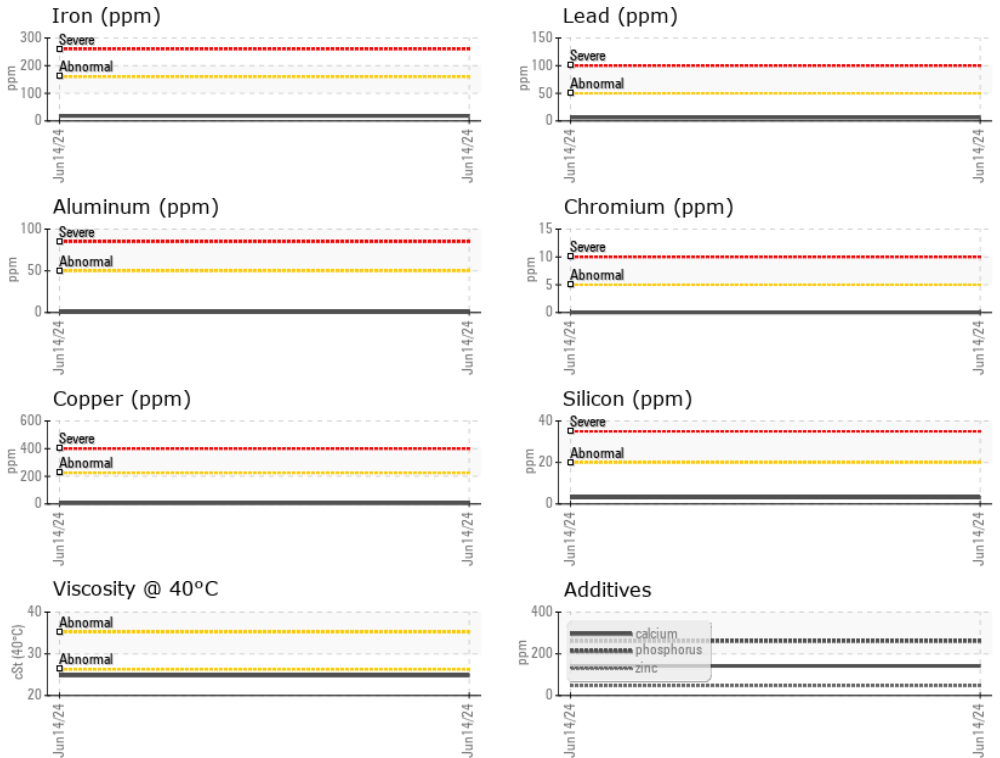 Iron (ppm)
300
Severe
200
Abnormal
ppm
100
0
Jun14/24
Jun14/24
Lead (ppm)
150
Severe
100
Abnormal
ppm
50
0
Jun14/24
Jun14/24
Aluminum (ppm)
100
Severe
Abnormal
ppm
50
0
Jun14/24
Jun14/24
Chromium (ppm)
15
Severe
10
Abnormal
ppm
5
0
Jun14/24
Jun14/24
Copper (ppm)
600
Severe
400
Abnormal
ppm
200
0
Jun14/24
Jun14/24
Silicon (ppm)
40
Severe
Abnormal
ppm
20
0
Jun14/24
Jun14/24
Viscosity @ 40°C
40
Abnormal
30
Abnormal
cSt (40°C)
20
Jun14/24
Jun14/24
Additives
400
calcium
phosphorus
zinc
ppm
200
0
Jun14/24
Jun14/24